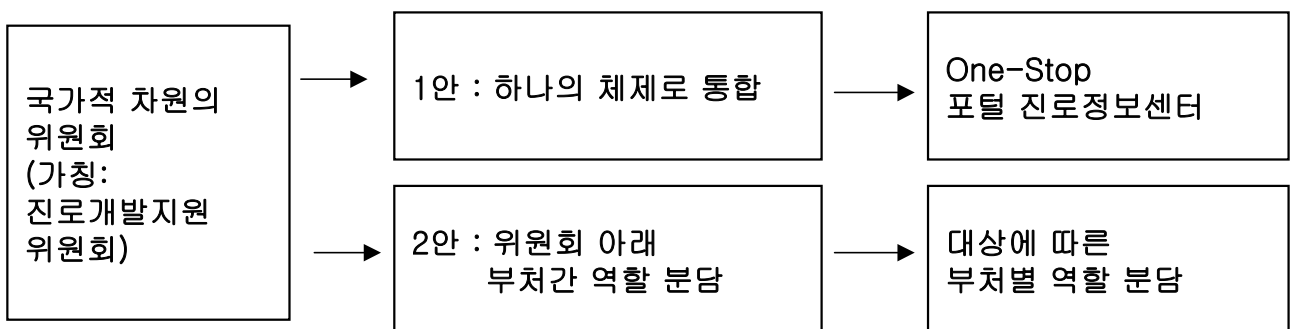 국가적 차원의
위원회
(가칭:
진로개발지원
위원회)
1안 : 하나의 체제로 통합
One-Stop
포털 진로정보센터
2안 : 위원회 아래
부처간 역할 분담
대상에 따른
부처별 역할 분담